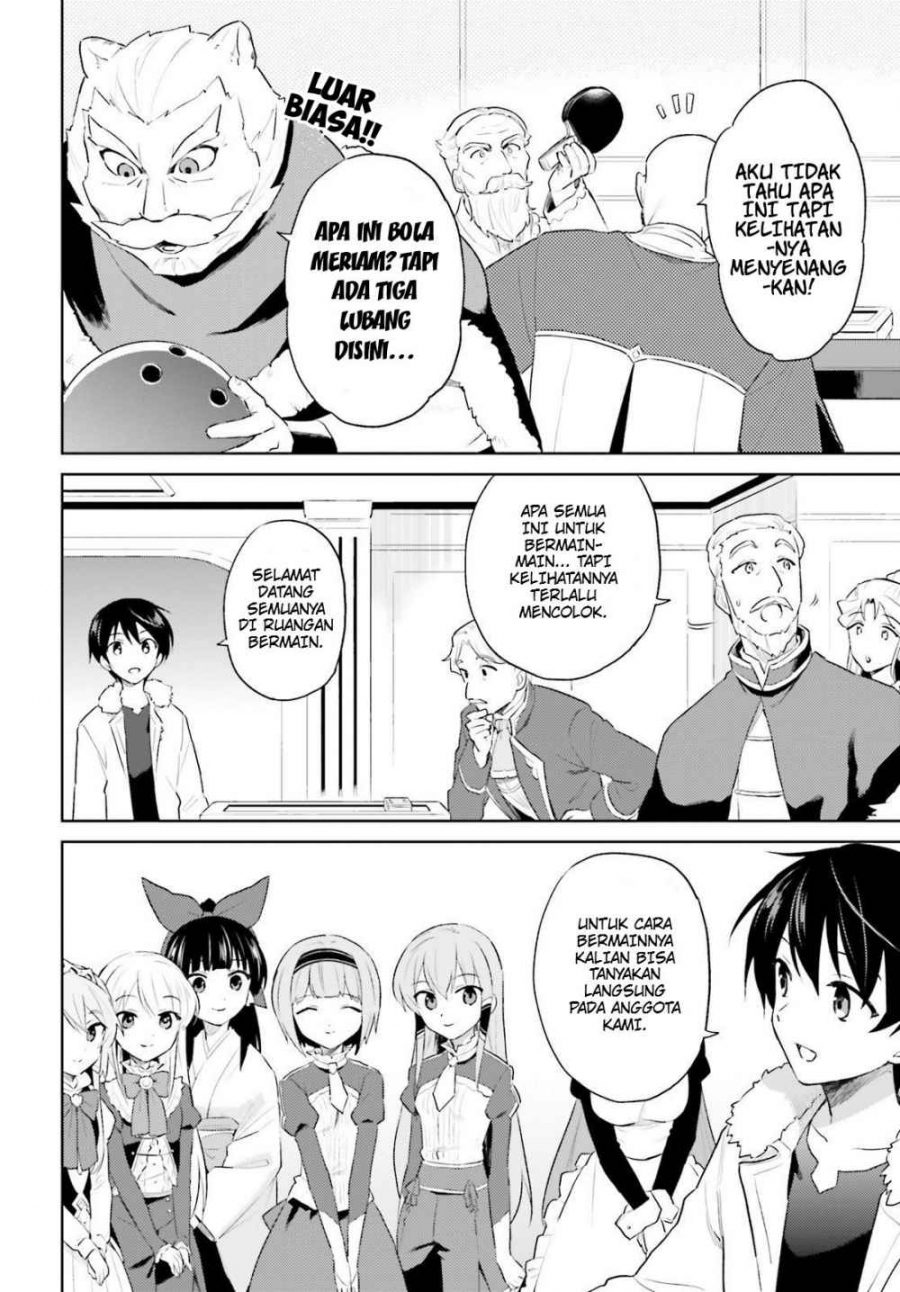 AKU TIDAK
TAHU APA
INI TAPI
KELIHATAN
-NYA
MENYENANG
-KAN!
LUAR
BIASA!!
APA INI BOLA
MERIAM? TAPI
ADA TIGA
LUBANG
DISINI...
APA SEMUA
INI UNTUK
BERMAIN-
MAIN... TAPI
KELIHATANNYA
TERLALU
MENCOLOK.
SELAMAT
DATANG
SEMUANYA
DI RUANGAN
BERMAIN.
UNTUK CARA
BERMAINNYA
KALIAN BISA
TANYAKAN
LANGSUNG
PADA ANGGOTA
KAMI.